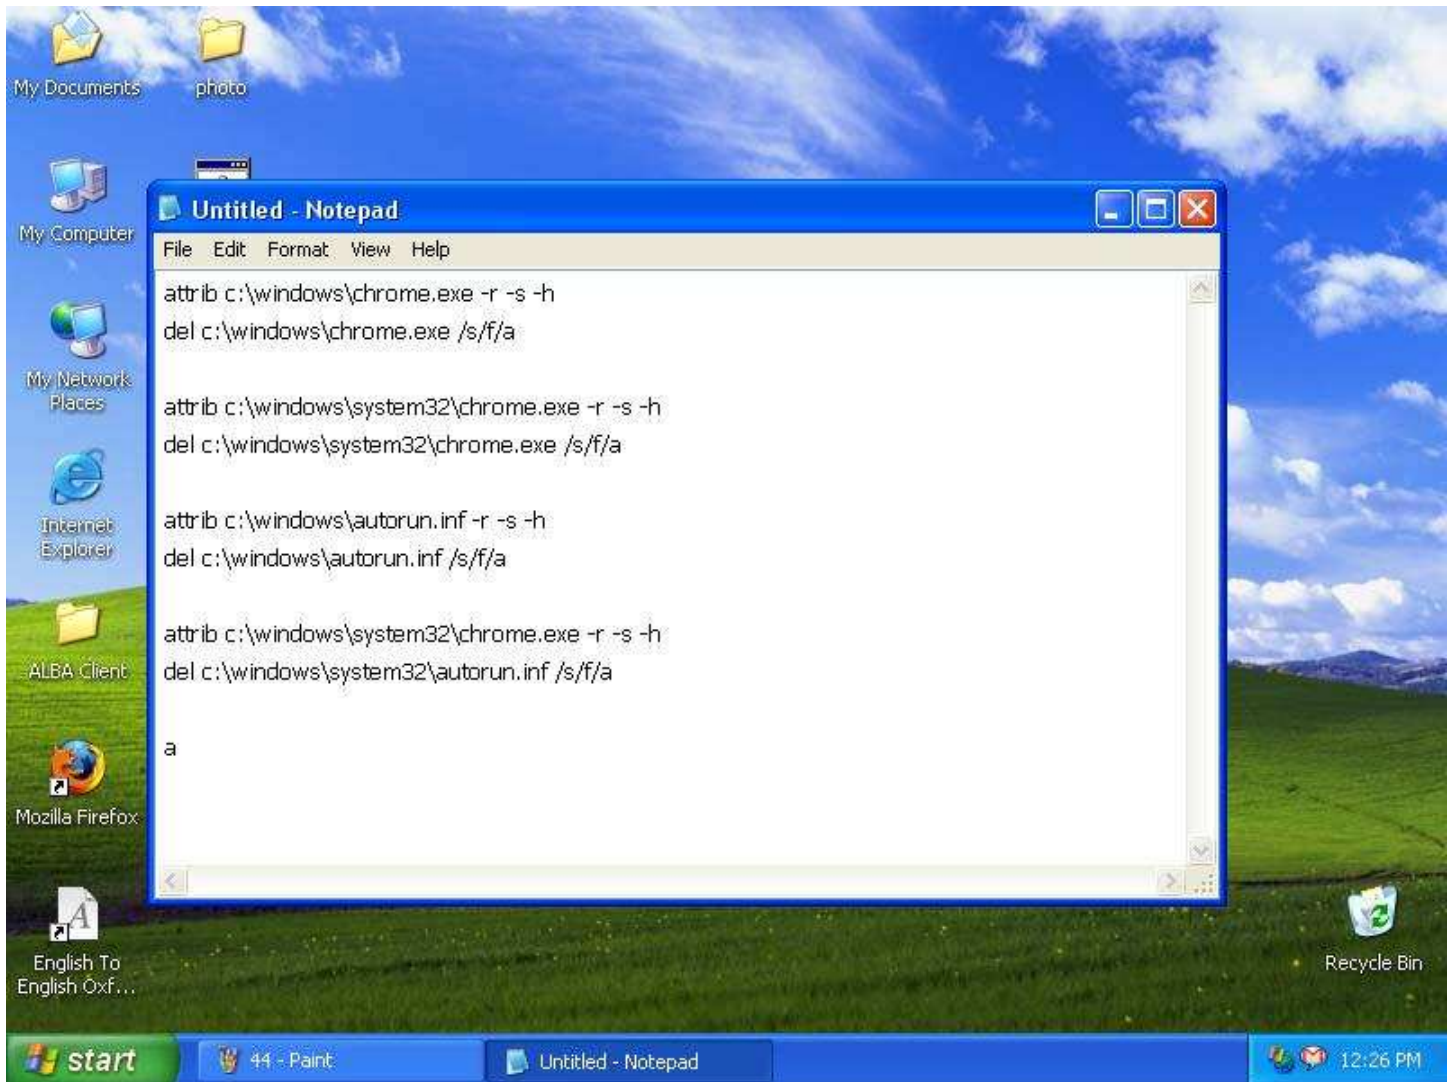 My Documents
photo
My Computer
My Network
Places
Internet
Explorer
ALBA Client
Mozilla Firefox
English To
English Oxf...
Recycle Bin
Untitled - Notepad
File Edit Format View Help
attrib c:\windows\chrome.exe -r -s -h
del c:\windows\chrome.exe /s/f/a
attrib c:\windows\system32\chrome.exe -r -s -h
del c:\windows\system32\chrome.exe /s/f/a
attrib c:\windows\autorun.inf -r -s -h
del c:\windows\autorun.inf /s/f/a
attrib c:\windows\system32\chrome.exe -r -s -h
del c:\windows\system32\autorun.inf /s/f/a
a
start
44 - Paint
Untitled - Notepad
12:26 PM